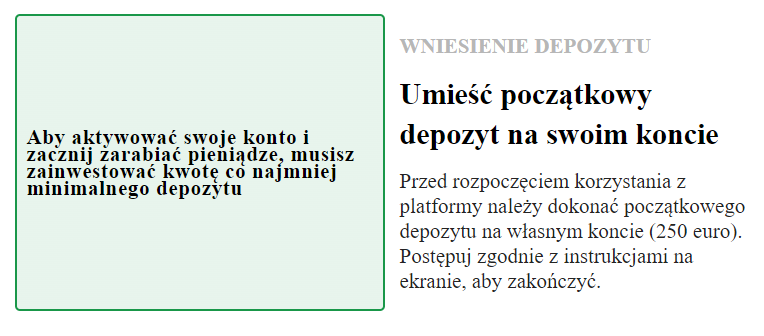 Aby aktywować swoje konto i
zacznij zarabiać pieniądze, musisz
zainwestować kwotę co najmniej
minimalnego depozytu
WNIESIENIE DEPOZYTU
Umieść początkowy
depozyt na swoim koncie
Przed rozpoczęciem korzystania z
platformy należy dokonać początkowego
depozytu na własnym koncie (250 euro).
Postępuj zgodnie z instrukcjami na
ekranie, aby zakończyć.